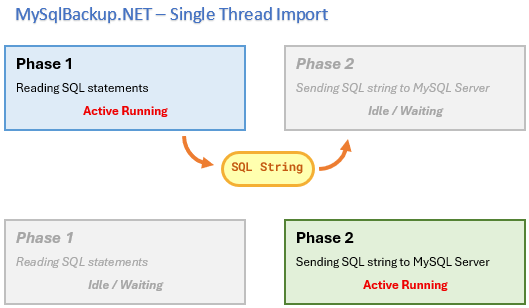 MySqlBackup.NET – Single Thread Import
Phase 1
Reading SQL statements
Active Running
Phase 2
Sending SQL string to MySQL Server
Idle / Waiting
SQL String
Phase 1
Reading SQL statements
Idle / Waiting
Phase 2
Sending SQL string to MySQL Server
Active Running